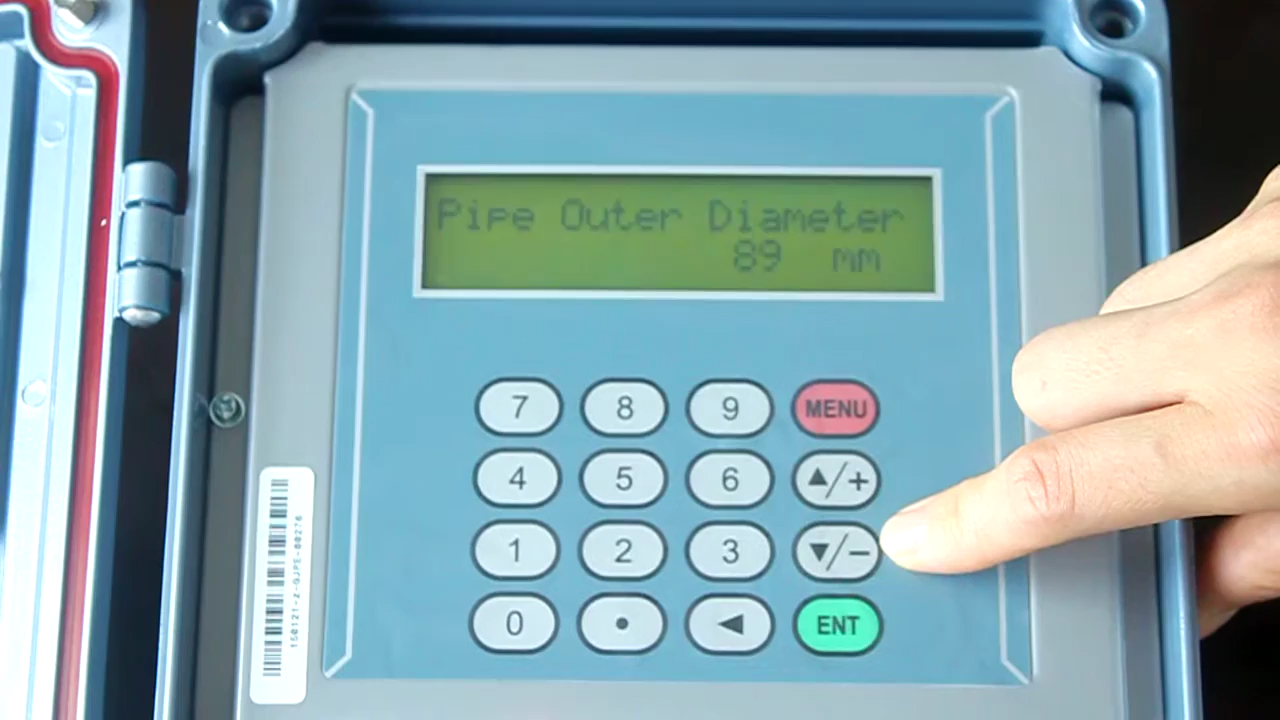 Pipe Outer Diameter
89 mm
7 8 9 MENU
4 5 6 ▲/+
1 2 3 ▼/−
0 • ◀ ENT